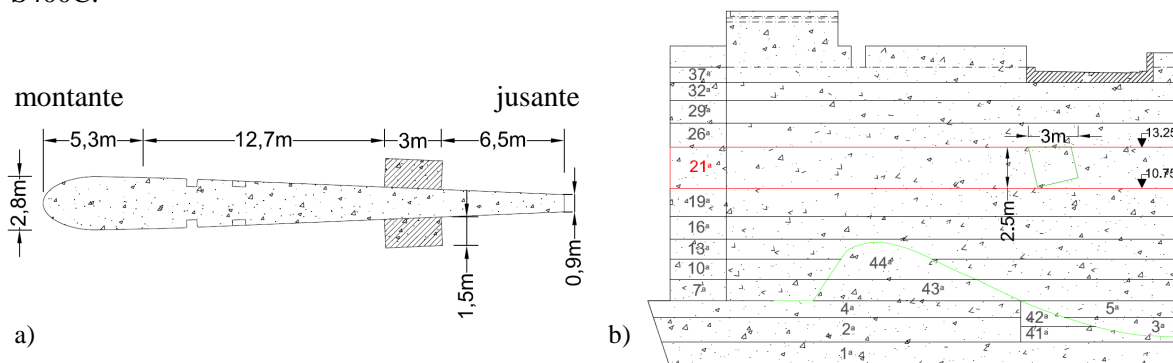 montante
jusante
5,3m
12,7m
3m
6,5m
2,8m
1,5m
0,9m
a)
37ª
32ª
29ª
26ª
3m
13.25
21ª
10.75
19ª
2.5m
16ª
13ª
44ª
10ª
43ª
7ª
4ª
5ª
42ª
3ª
2ª
41ª
1ª
b)